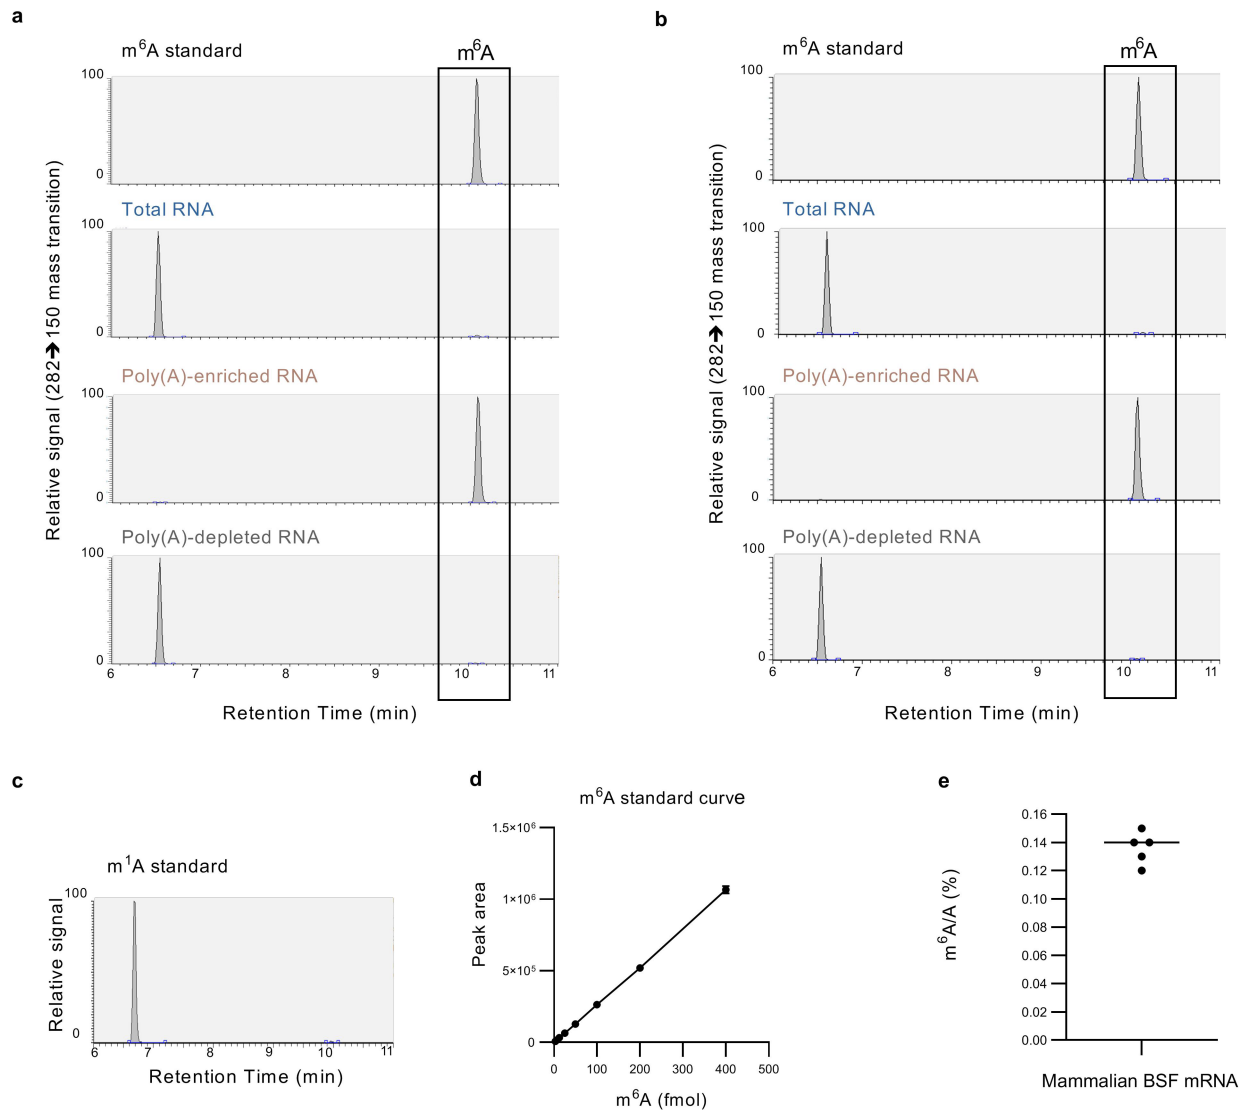 a
m⁶A standard
m⁶A
100
0
Total RNA
100
0
Poly(A)-enriched RNA
100
0
Poly(A)-depleted RNA
100
0
6 7 8 9 10 11
Retention Time (min)
Relative signal (282➔150 mass transition)
b
m⁶A standard
m⁶A
100
0
Total RNA
100
0
Poly(A)-enriched RNA
100
0
Poly(A)-depleted RNA
100
0
6 7 8 9 10 11
Retention Time (min)
Relative signal (282➔150 mass transition)
c
m¹A standard
100
0
6 7 8 9 10 11
Retention Time (min)
Relative signal
d
m⁶A standard curve
1.5×10⁶
1×10⁶
5×10⁵
0
0 100 200 300 400 500
m⁶A (fmol)
Peak area
e
0.16
0.14
0.12
0.10
0.08
0.06
0.04
0.02
0.00
m⁶A/A (%)
Mammalian BSF mRNA